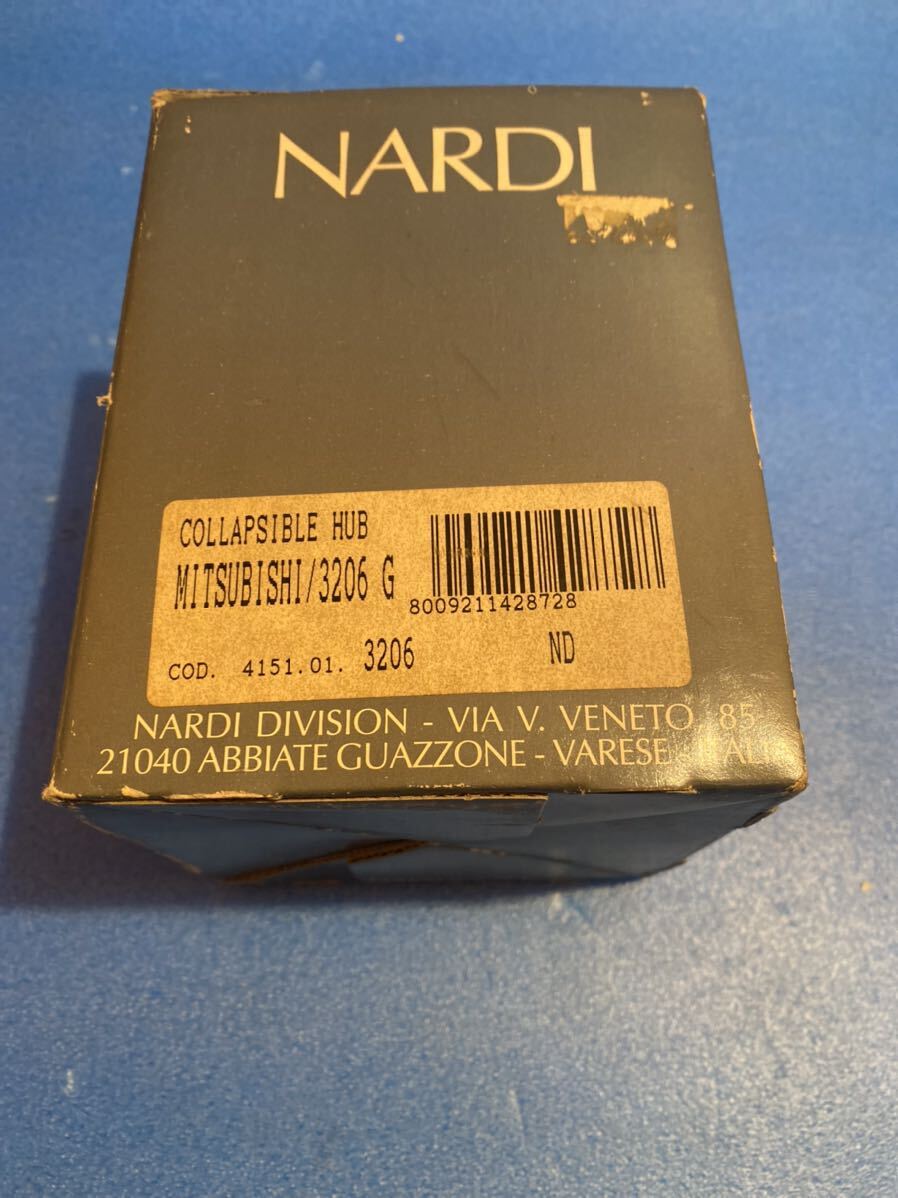 NARDI
COLLAPSIBLE HUB
MITSUBISHI/3206 G
8009211428728
COD. 4151.01. 3206 ND
NARDI DIVISION - VIA V. VENETO, 85
21040 ABBIATE GUAZZONE - VARESE - ITALY